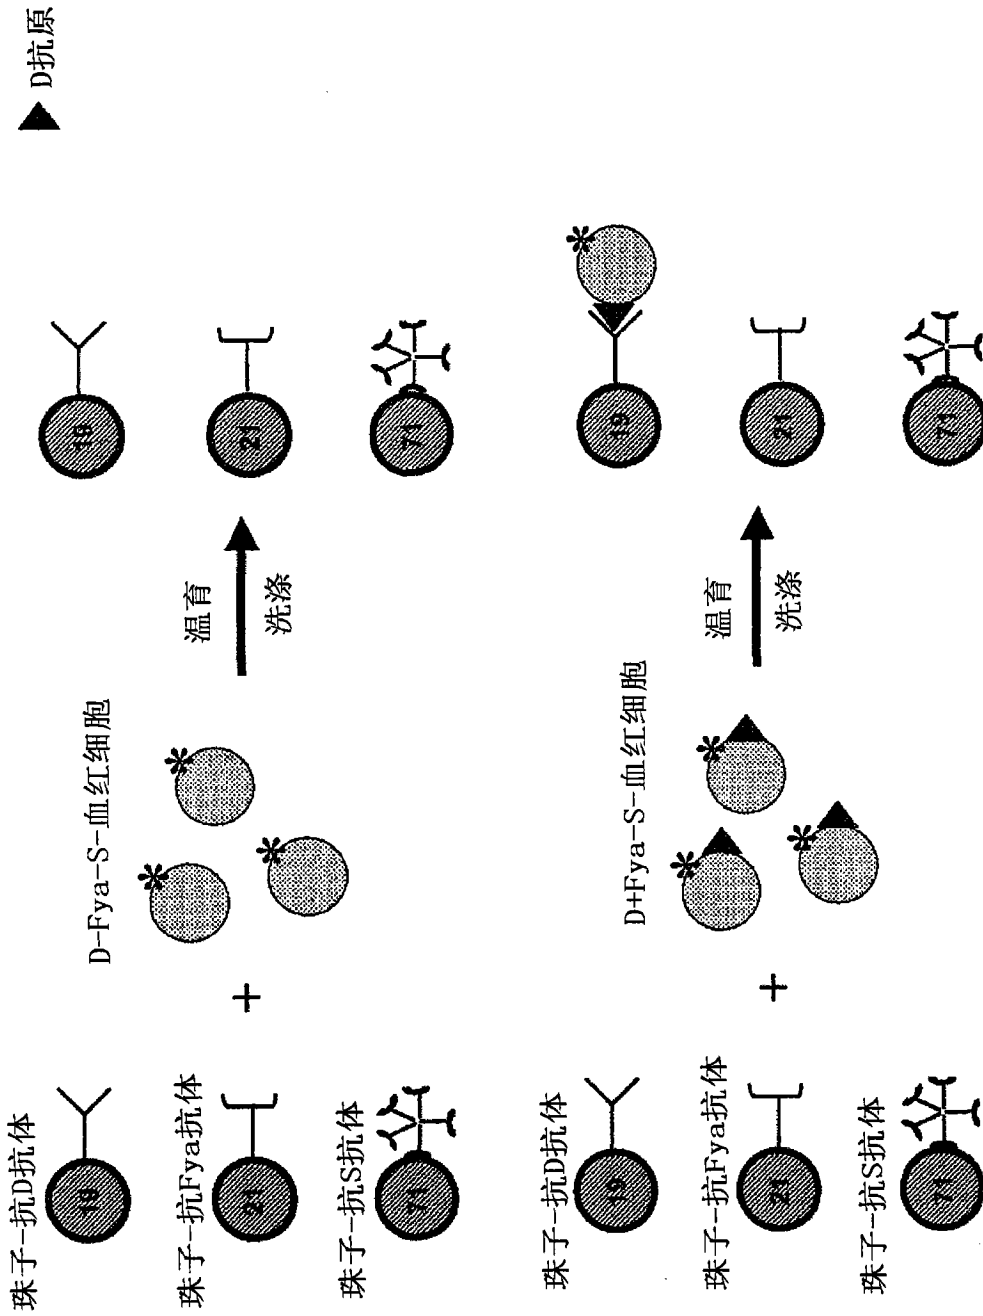 D抗原
珠子-抗D抗体
19
珠子-抗Fya抗体
21
珠子-抗S抗体
71
+
D-Fya-S-血红细胞
*
*
*
温育
洗涤
19
21
71
珠子-抗D抗体
19
珠子-抗Fya抗体
21
珠子-抗S抗体
71
+
D+Fya-S-血红细胞
*
*
*
温育
洗涤
19
*
21
71